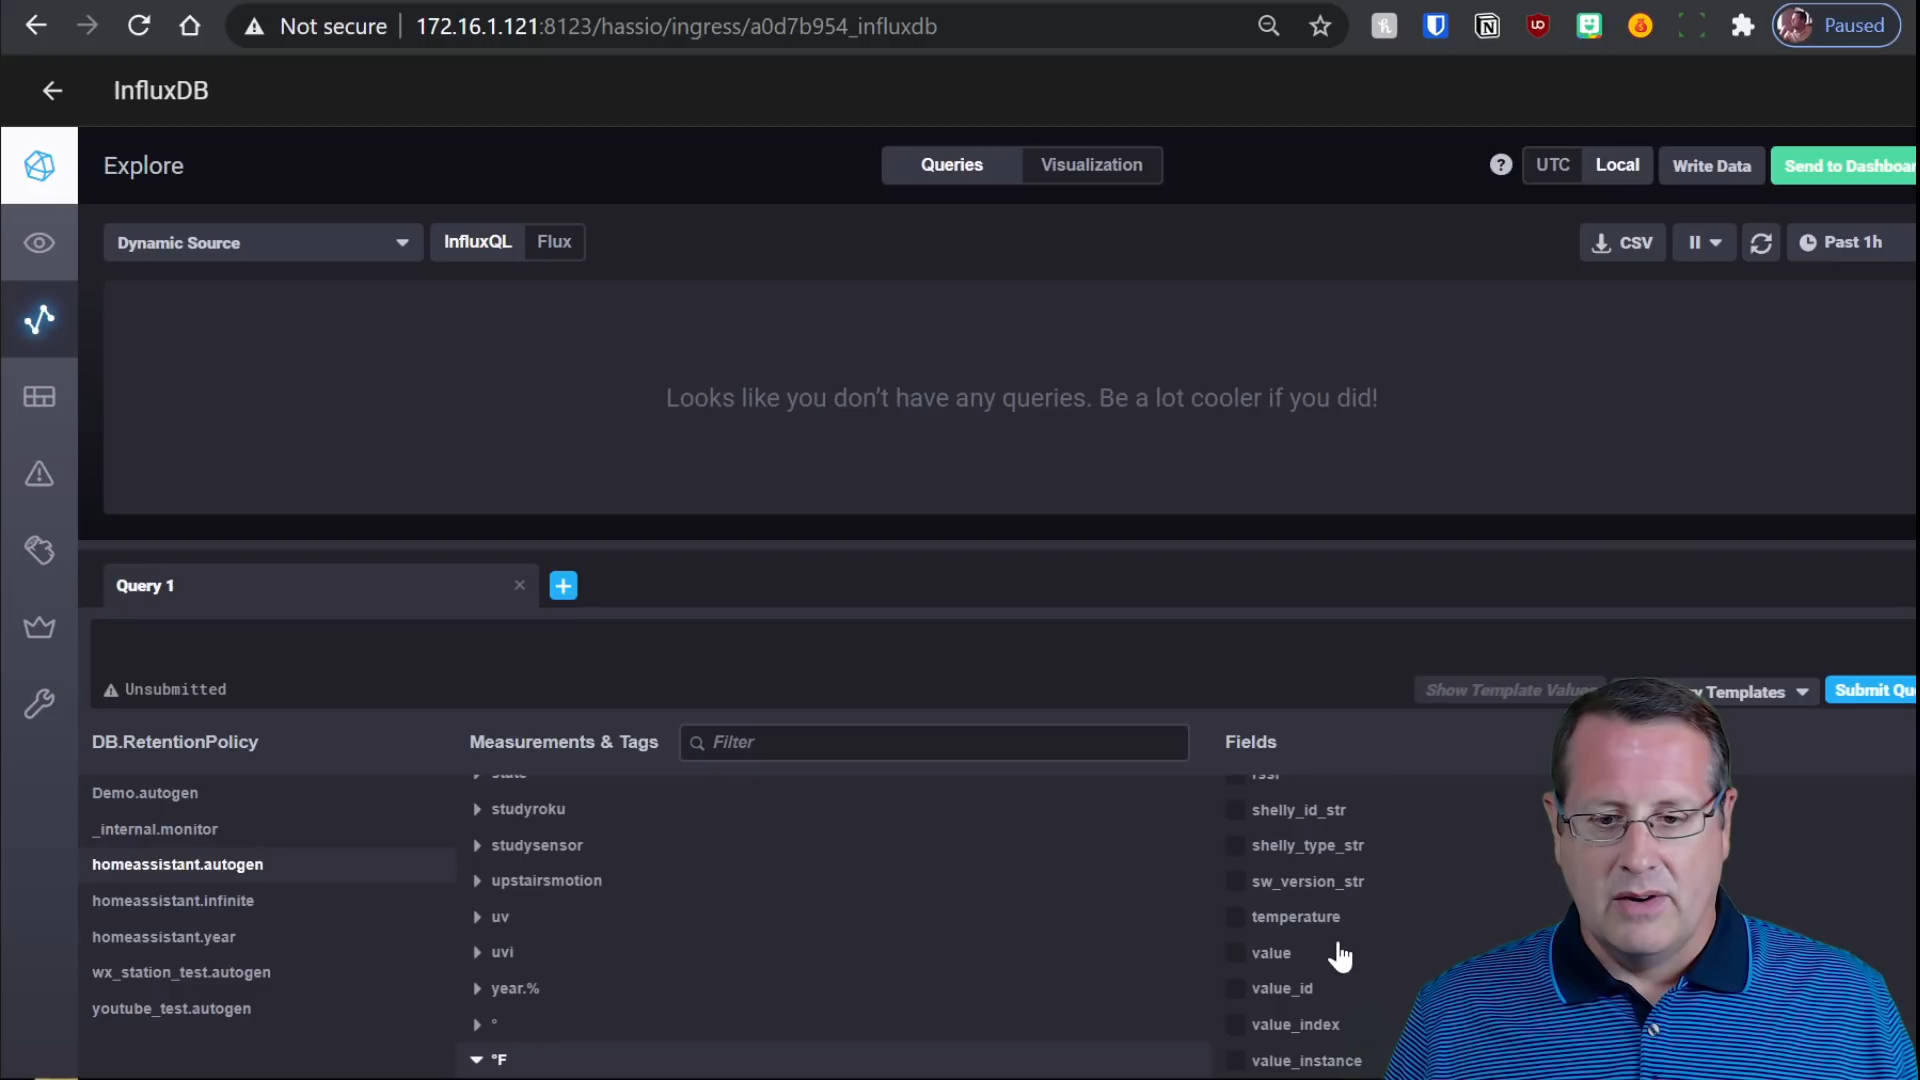 Not secure | 172.16.1.121:8123/hassio/ingress/a0d7b954_influxdb
Paused
InfluxDB
Explore
Queries
Visualization
UTC
Local
Write Data
Send to
Dynamic Source
InfluxQL
Flux
CSV
Past 1h
Looks like you don't have any queries. Be a lot cooler if you did!
Query 1
Unsubmitted
Show Template
Templates
Submit
DB.RetentionPolicy
Measurements & Tags
Filter
Fields
Demo.autogen
_internal.monitor
homeassistant.autogen
homeassistant.infinite
homeassistant.year
wx_station_test.autogen
youtube_test.autogen
studyroku
studysensor
upstairsmotion
uv
uvi
year.%
°
°F
shelly_id_str
shelly_type_str
sw_version_str
temperature
value
value_id
value_index
value_instance